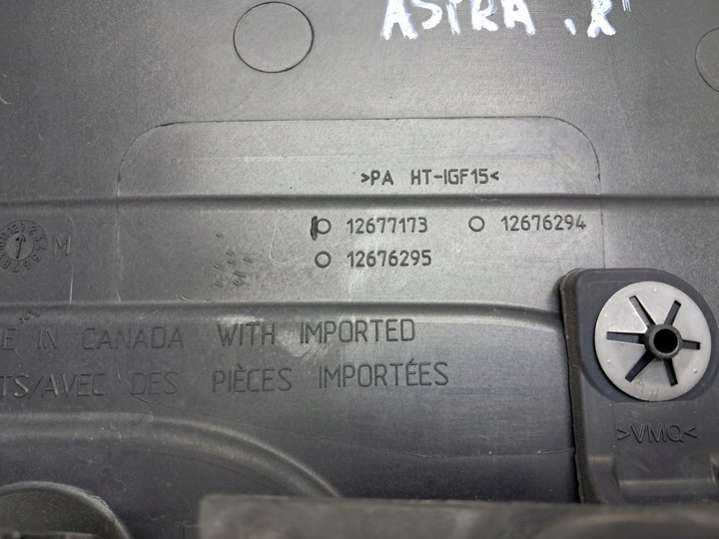 ASTRA "K"
>PA HT-IGF15<
12677173 12676294
12676295
M
IN CANADA WITH IMPORTED
/AVEC DES PIÈCES IMPORTÉES
>VMQ<